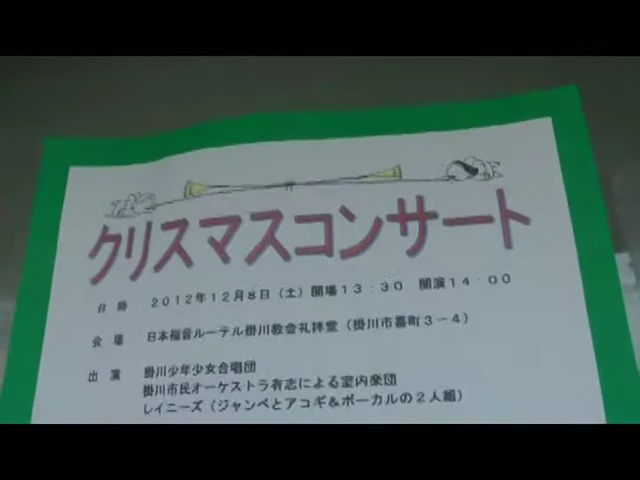 クリスマスコンサート
日時 2012年12月8日（土）開場13：30 開演14：00
会場 日本福音ルーテル掛川教会礼拝堂（掛川市喜町3－4）
出演 掛川少年少女合唱団
掛川市民オーケストラ有志による室内楽団
レイニーズ（ジャンベとアコギ＆ボーカルの2人組）